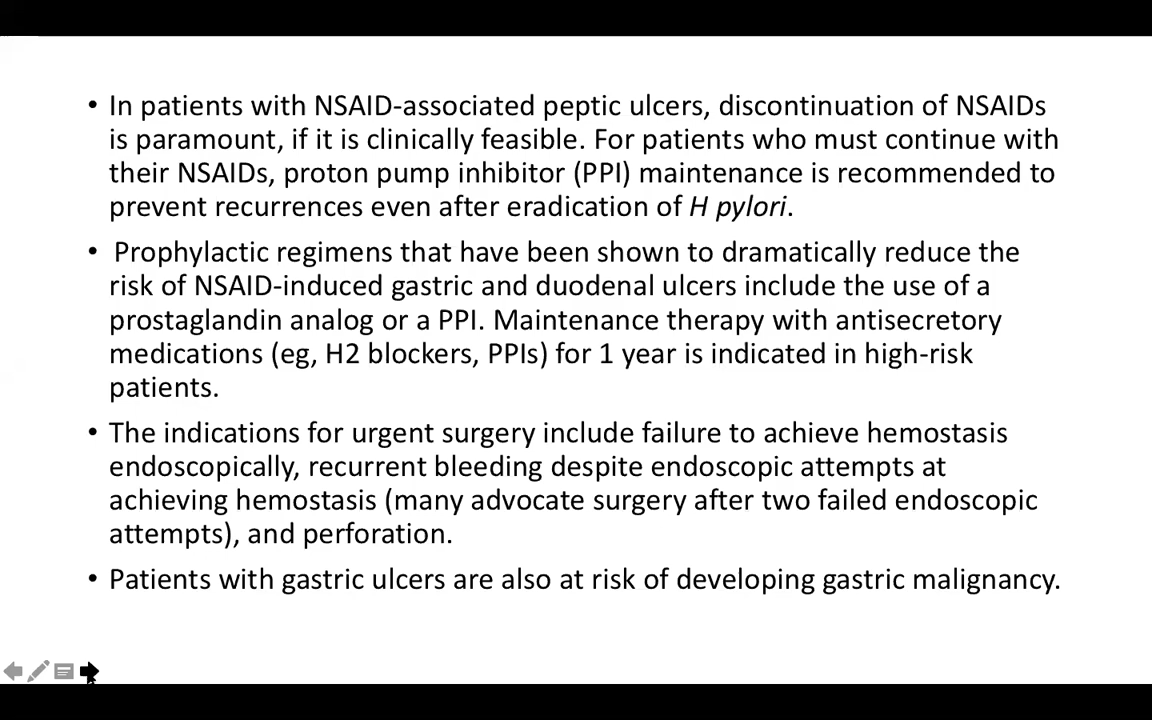 • In patients with NSAID-associated peptic ulcers, discontinuation of NSAIDs
is paramount, if it is clinically feasible. For patients who must continue with
their NSAIDs, proton pump inhibitor (PPI) maintenance is recommended to
prevent recurrences even after eradication of H pylori.
• Prophylactic regimens that have been shown to dramatically reduce the
risk of NSAID-induced gastric and duodenal ulcers include the use of a
prostaglandin analog or a PPI. Maintenance therapy with antisecretory
medications (eg, H2 blockers, PPIs) for 1 year is indicated in high-risk
patients.
• The indications for urgent surgery include failure to achieve hemostasis
endoscopically, recurrent bleeding despite endoscopic attempts at
achieving hemostasis (many advocate surgery after two failed endoscopic
attempts), and perforation.
• Patients with gastric ulcers are also at risk of developing gastric malignancy.